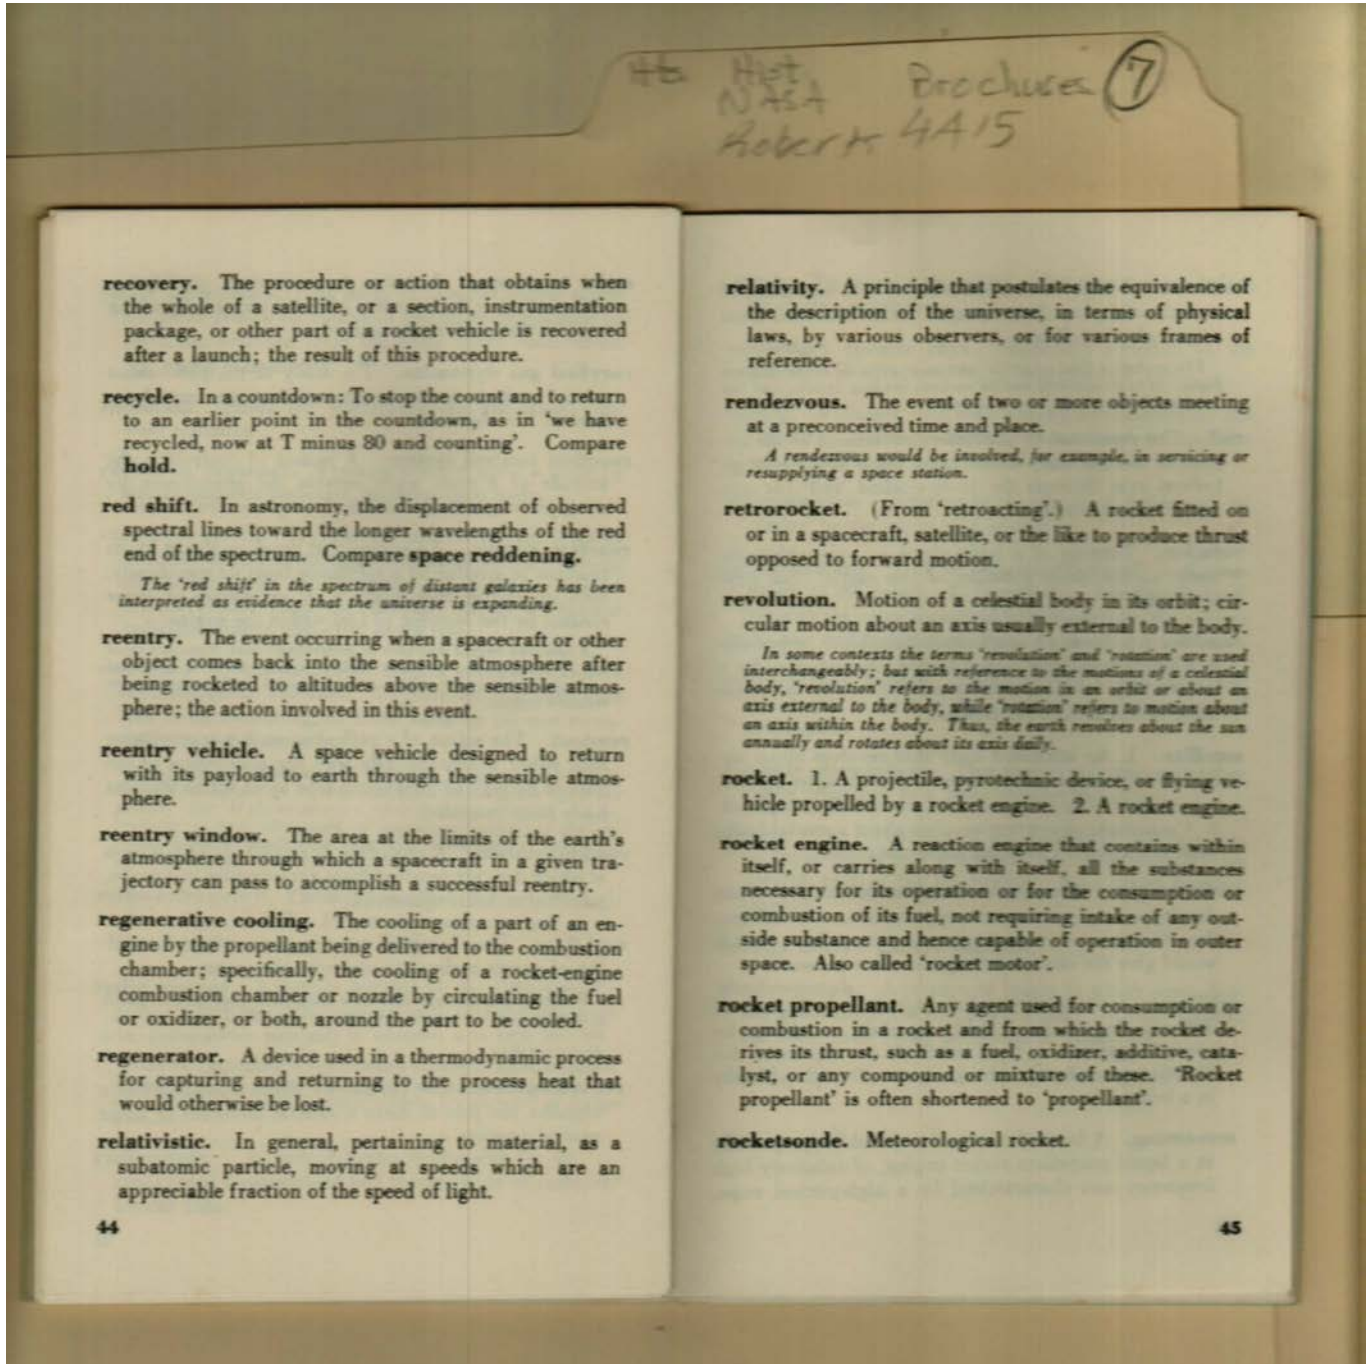 Hist Brochures 7
NASA
Robert 4415
recovery. The procedure or action that obtains when
the whole of a satellite, or a section, instrumentation
package, or other part of a rocket vehicle is recovered
after a launch; the result of this procedure.
recycle. In a countdown: To stop the count and to return
to an earlier point in the countdown, as in 'we have
recycled, now at T minus 80 and counting'. Compare
hold.
red shift. In astronomy, the displacement of observed
spectral lines toward the longer wavelengths of the red
end of the spectrum. Compare space reddening.
The 'red shift' in the spectrum of distant galaxies has been
interpreted as evidence that the universe is expanding.
reentry. The event occurring when a spacecraft or other
object comes back into the sensible atmosphere after
being rocketed to altitudes above the sensible atmos-
phere; the action involved in this event.
reentry vehicle. A space vehicle designed to return
with its payload to earth through the sensible atmos-
phere.
reentry window. The area at the limits of the earth's
atmosphere through which a spacecraft in a given tra-
jectory can pass to accomplish a successful reentry.
regenerative cooling. The cooling of a part of an en-
gine by the propellant being delivered to the combustion
chamber; specifically, the cooling of a rocket-engine
combustion chamber or nozzle by circulating the fuel
or oxidizer, or both, around the part to be cooled.
regenerator. A device used in a thermodynamic process
for capturing and returning to the process heat that
would otherwise be lost.
relativistic. In general, pertaining to material, as a
subatomic particle, moving at speeds which are an
appreciable fraction of the speed of light.
44
relativity. A principle that postulates the equivalence of
the description of the universe, in terms of physical
laws, by various observers, or for various frames of
reference.
rendezvous. The event of two or more objects meeting
at a preconceived time and place.
A rendezvous would be involved, for example, in servicing or
resupplying a space station.
retrorocket. (From 'retroacting'.) A rocket fitted on
or in a spacecraft, satellite, or the like to produce thrust
opposed to forward motion.
revolution. Motion of a celestial body in its orbit; cir-
cular motion about an axis usually external to the body.
In some contexts the terms 'revolution' and 'rotation' are used
interchangeably; but with reference to the motions of a celestial
body, 'revolution' refers to the motion in an orbit or about an
axis external to the body, while 'rotation' refers to motion about
an axis within the body. Thus, the earth revolves about the sun
annually and rotates about its axis daily.
rocket. 1. A projectile, pyrotechnic device, or flying ve-
hicle propelled by a rocket engine. 2. A rocket engine.
rocket engine. A reaction engine that contains within
itself, or carries along with itself, all the substances
necessary for its operation or for the consumption or
combustion of its fuel, not requiring intake of any out-
side substance and hence capable of operation in outer
space. Also called 'rocket motor'.
rocket propellant. Any agent used for consumption or
combustion in a rocket and from which the rocket de-
rives its thrust, such as a fuel, oxidizer, additive, cata-
lyst, or any compound or mixture of these. 'Rocket
propellant' is often shortened to 'propellant'.
rocketsonde. Meteorological rocket.
45